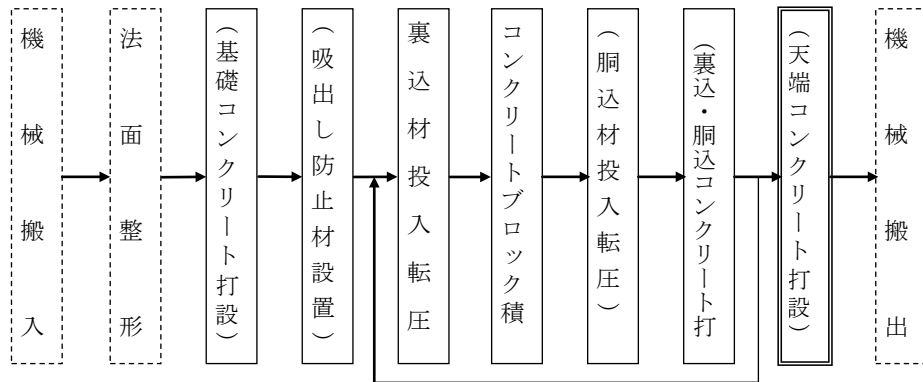 機械搬入
法面整形
（基礎コンクリート打設）
（吸出し防止材設置）
裏込材投入転圧
コンクリートブロック積
（胴込材投入転圧）
（裏込・胴込コンクリート打
（天端コンクリート打設）
機械搬出